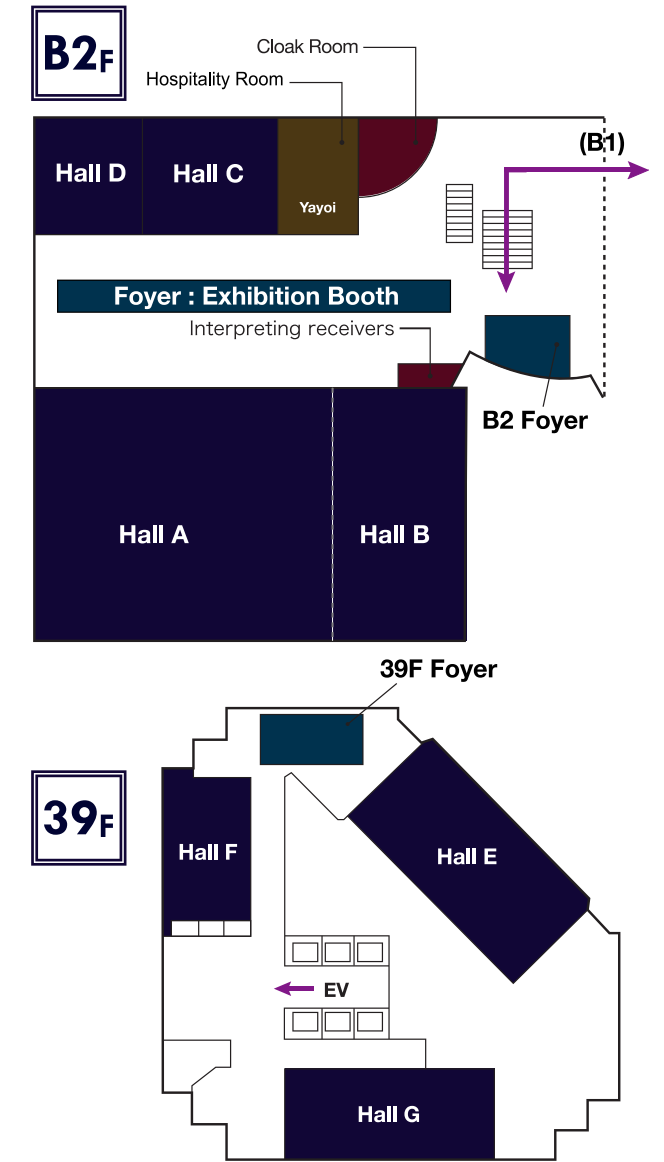 B2F
Cloak Room
Hospitality Room
(B1)
Hall D
Hall C
Yayoi
Foyer : Exhibition Booth
Interpreting receivers
B2 Foyer
Hall A
Hall B
39F Foyer
39F
Hall F
Hall E
EV
Hall G